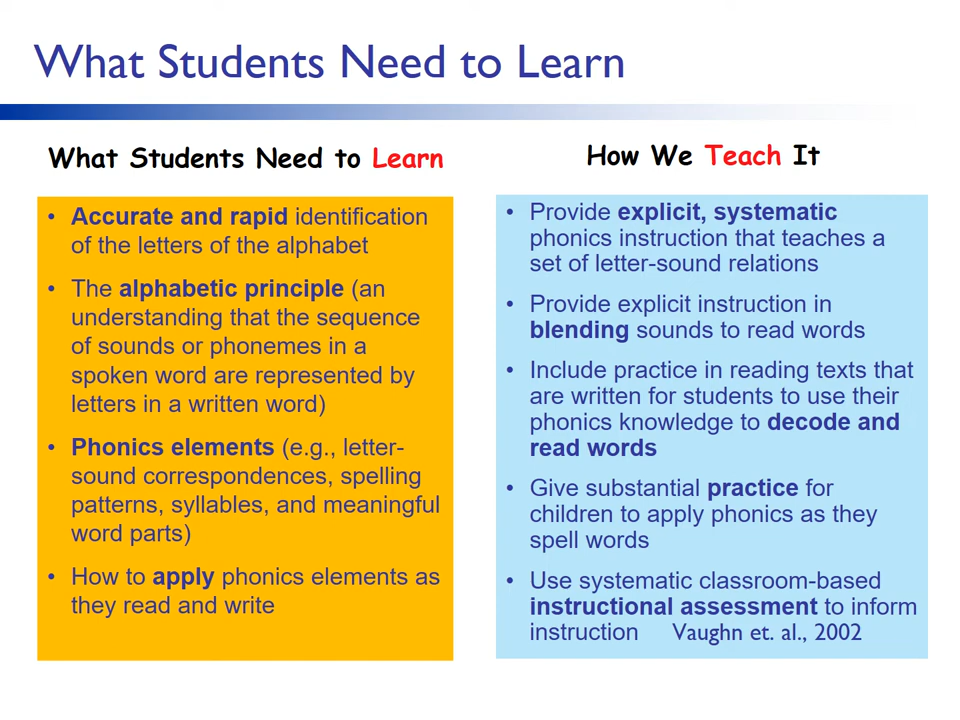 What Students Need to Learn
What Students Need to Learn
• Accurate and rapid identification
of the letters of the alphabet
• The alphabetic principle (an
understanding that the sequence
of sounds or phonemes in a
spoken word are represented by
letters in a written word)
• Phonics elements (e.g., letter-
sound correspondences, spelling
patterns, syllables, and meaningful
word parts)
• How to apply phonics elements as
they read and write
How We Teach It
• Provide explicit, systematic
phonics instruction that teaches a
set of letter-sound relations
• Provide explicit instruction in
blending sounds to read words
• Include practice in reading texts that
are written for students to use their
phonics knowledge to decode and
read words
• Give substantial practice for
children to apply phonics as they
spell words
• Use systematic classroom-based
instructional assessment to inform
instruction Vaughn et. al., 2002